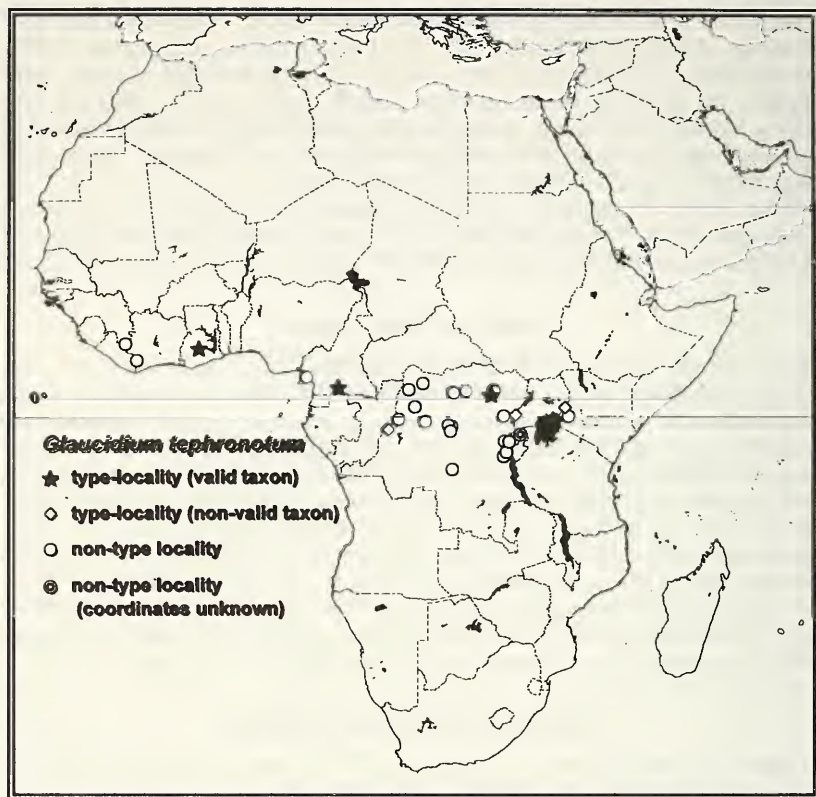 0°
Glaucidium tephronotum
type-locality (valid taxon)
type-locality (non-valid taxon)
non-type locality
non-type locality
(coordinates unknown)